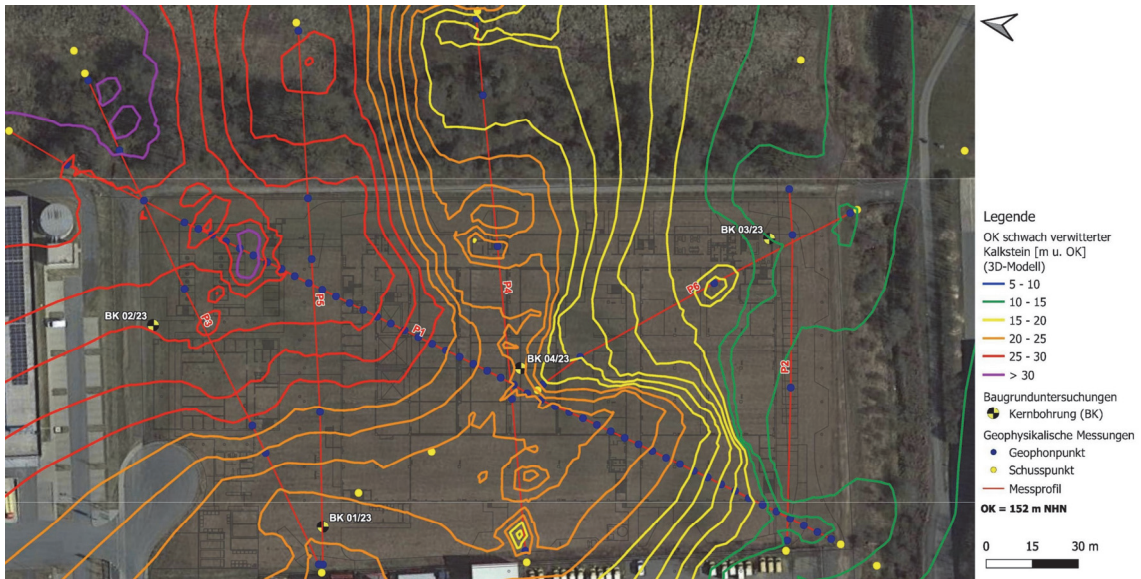 BK 03/23
P6
P5
P4
BK 02/23
P3
P1
BK 04/23
P2
BK 01/23
Legende
OK schwach verwitterter
Kalkstein [m u. OK]
(3D-Modell)
5 - 10
10 - 15
15 - 20
20 - 25
25 - 30
> 30
Baugrunduntersuchungen
Kernbohrung (BK)
Geophysikalische Messungen
Geophonpunkt
Schusspunkt
Messprofil
OK = 152 m NHN
0 15 30 m